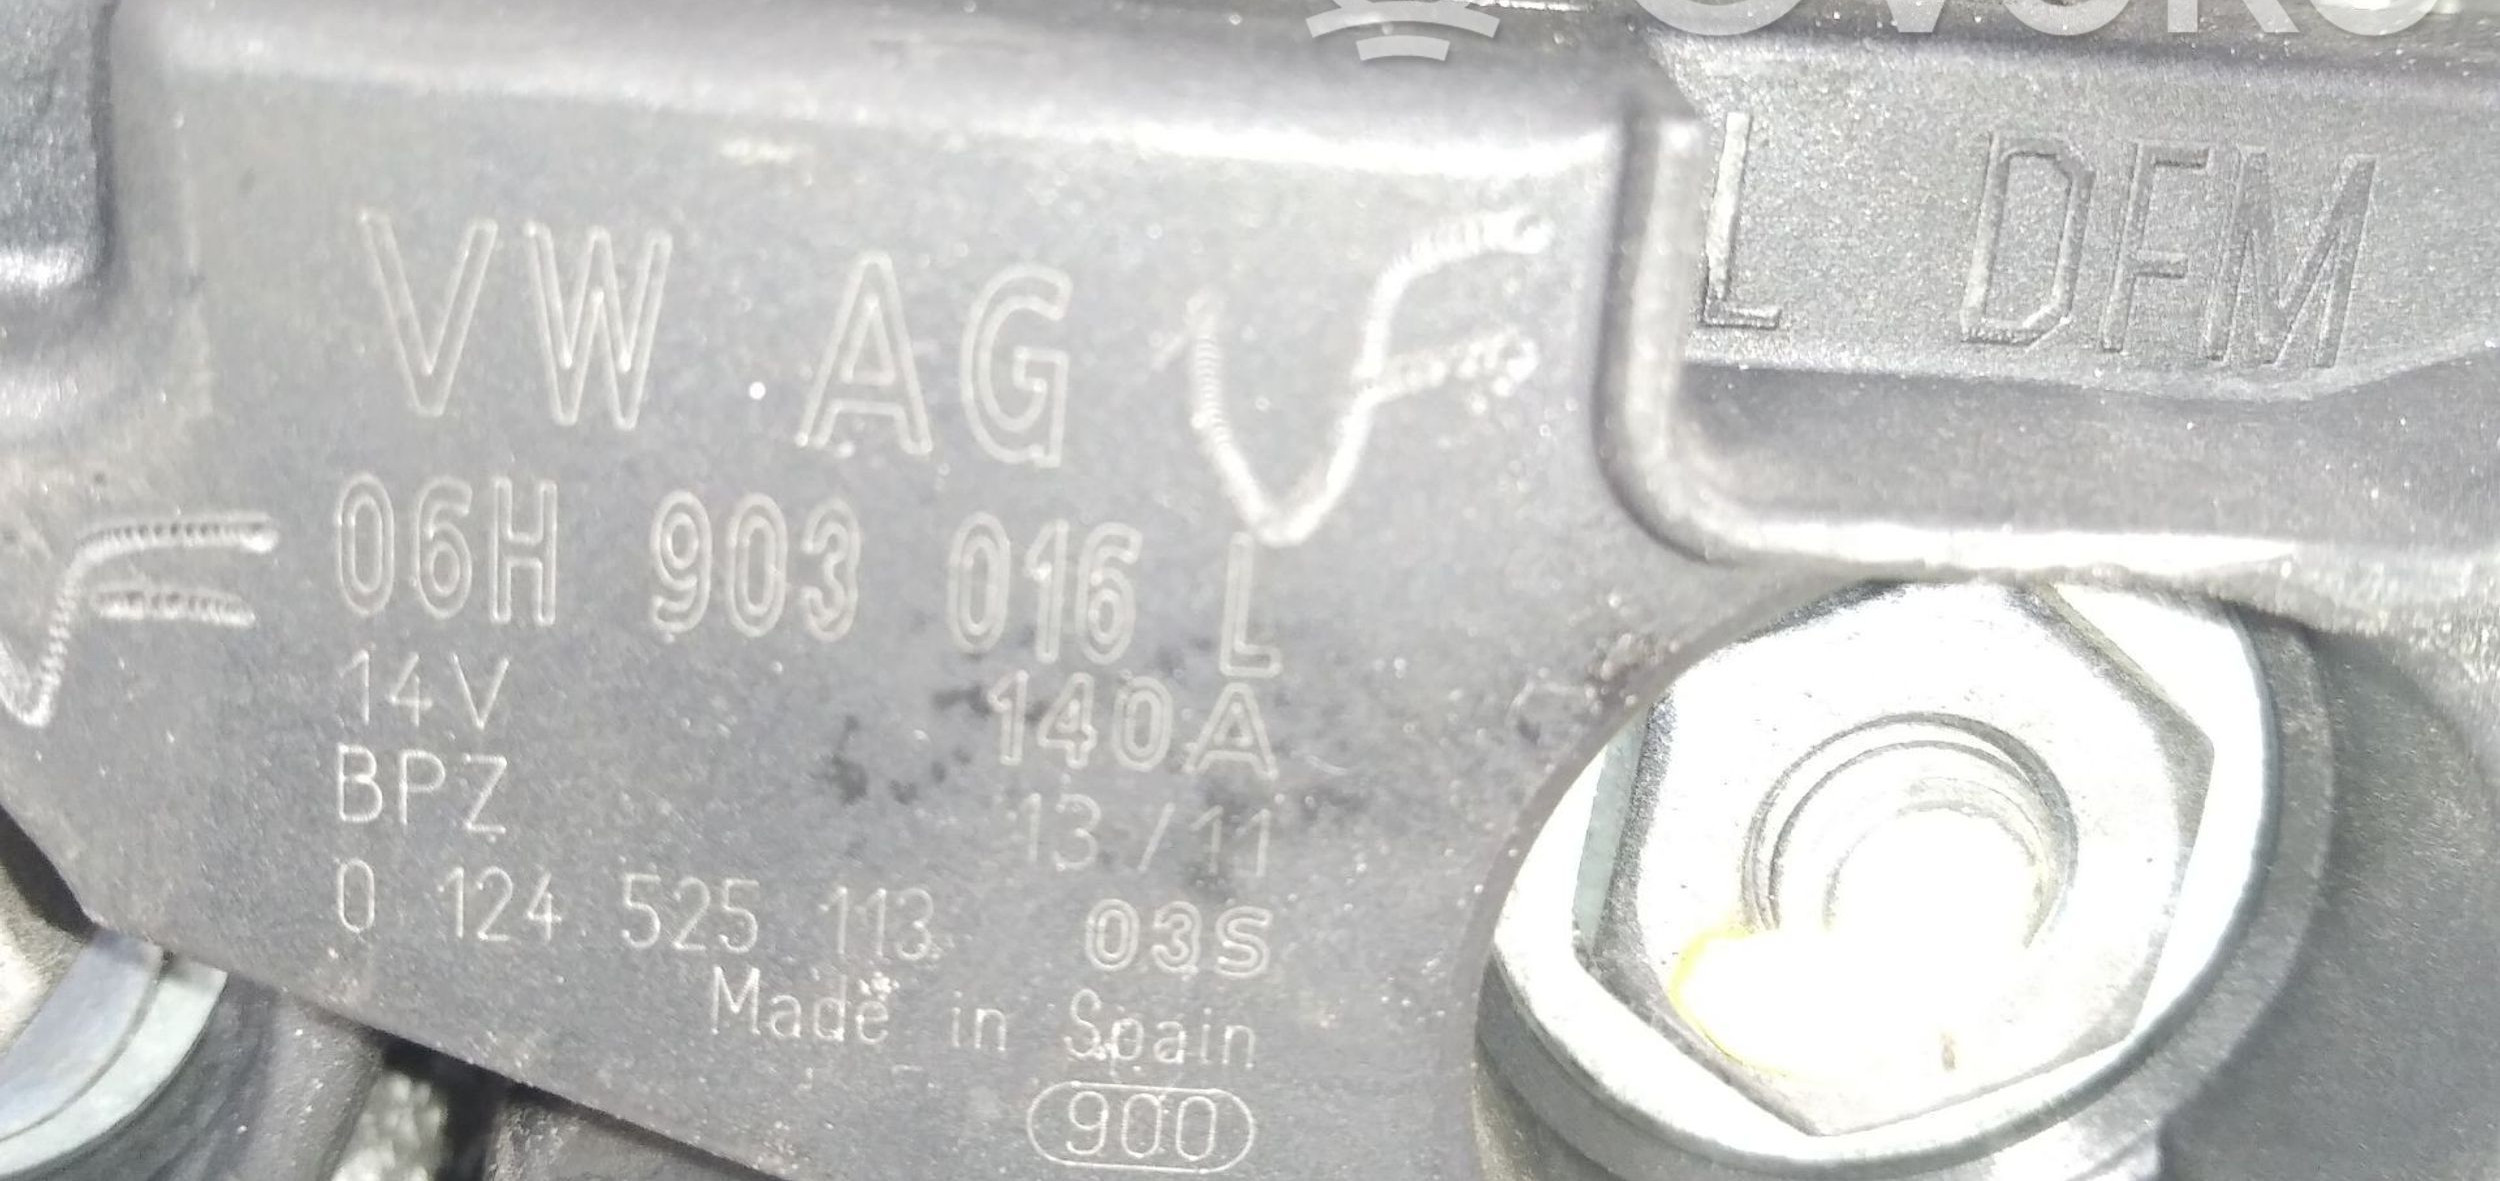 L DFM
VW AG
06H 903 016 L
14V 140A
BPZ 13/11
0 124 525 113 03S
Made in Spain
900